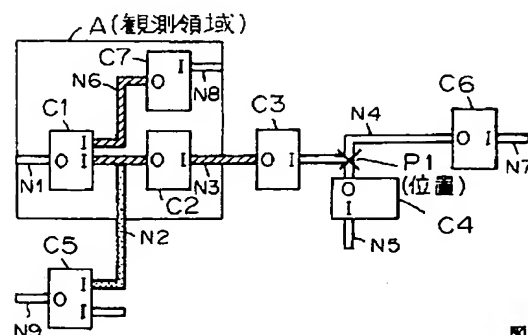 A(観測領域)
C7
I
O
N6
N8
C1
I
I
O
N1
C2
O
I
N3
C3
O
I
N4
C6
O
I
N7
P1
(位置)
O
I
C4
N5
N2
C5
I
O
I
N9